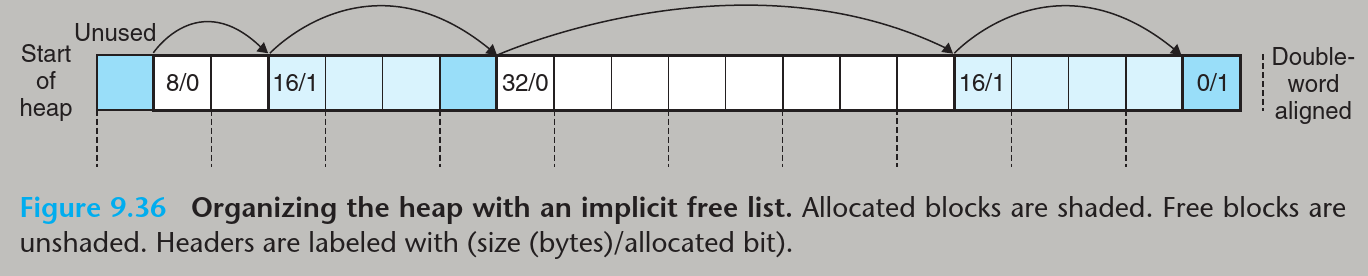 Unused
Start
of
heap
8/0
16/1
32/0
16/1
0/1
Double-
word
aligned
Figure 9.36 Organizing the heap with an implicit free list. Allocated blocks are shaded. Free blocks are
unshaded. Headers are labeled with (size (bytes)/allocated bit).